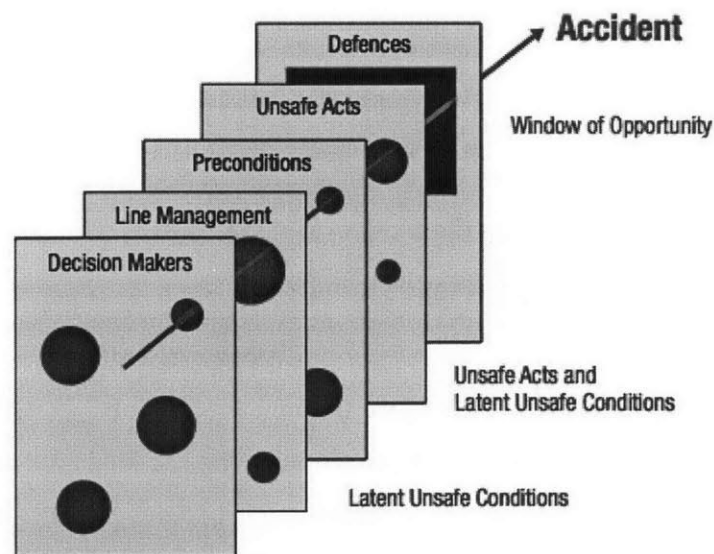 Accident
Defences
Unsafe Acts
Window of Opportunity
Preconditions
Line Management
Decision Makers
Unsafe Acts and
Latent Unsafe Conditions
Latent Unsafe Conditions